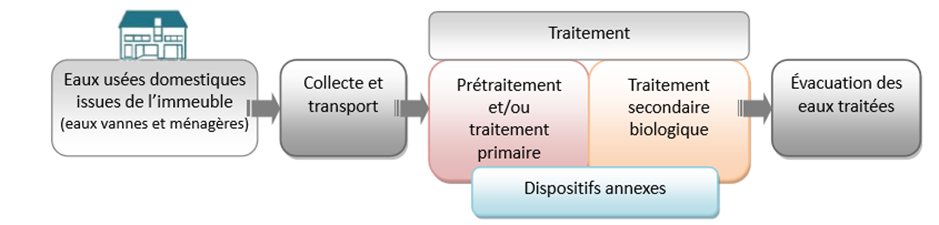 Traitement
Eaux usées domestiques
issues de l'immeuble
(eaux vannes et ménagères)
Collecte et
transport
Prétraitement
et/ou
traitement
primaire
Traitement
secondaire
biologique
Évacuation des
eaux traitées
Dispositifs annexes